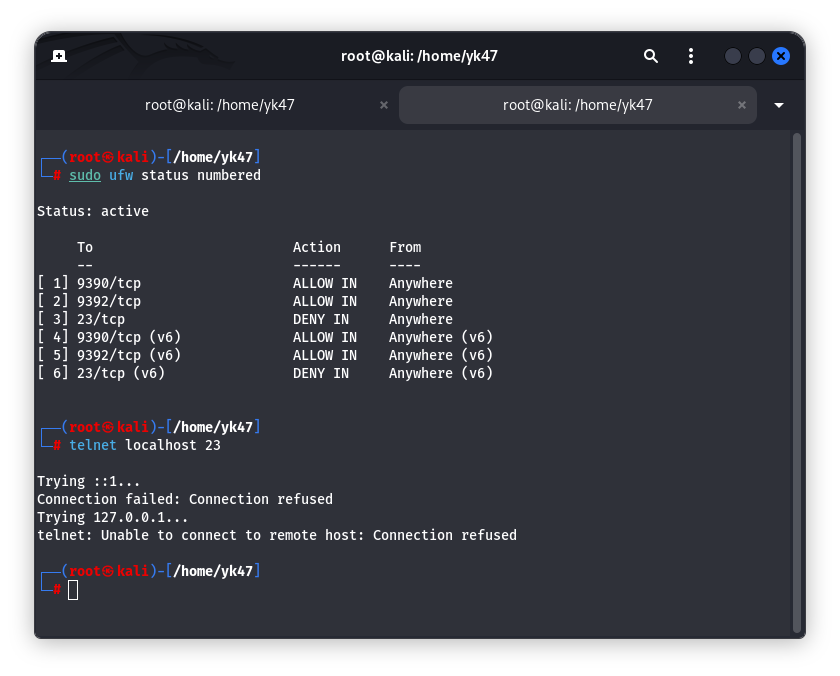 root@kali: /home/yk47
root@kali: /home/yk47
root@kali: /home/yk47
┌──(root㉿kali)-[/home/yk47]
└─# sudo ufw status numbered
Status: active
     To                         Action      From
     --                         ------      ----
[ 1] 9390/tcp                   ALLOW IN    Anywhere
[ 2] 9392/tcp                   ALLOW IN    Anywhere
[ 3] 23/tcp                     DENY IN     Anywhere
[ 4] 9390/tcp (v6)              ALLOW IN    Anywhere (v6)
[ 5] 9392/tcp (v6)              ALLOW IN    Anywhere (v6)
[ 6] 23/tcp (v6)                DENY IN     Anywhere (v6)
┌──(root㉿kali)-[/home/yk47]
└─# telnet localhost 23
Trying ::1...
Connection failed: Connection refused
Trying 127.0.0.1...
telnet: Unable to connect to remote host: Connection refused
┌──(root㉿kali)-[/home/yk47]
└─#